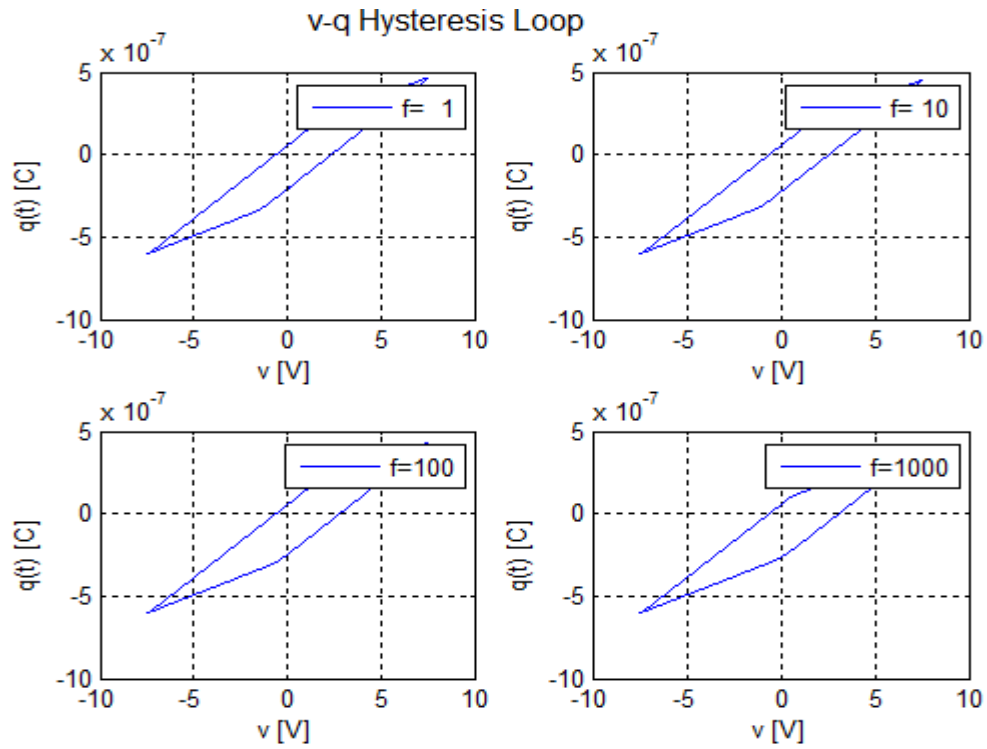 v-q Hysteresis Loop
x 10^-7
5
0
-5
-10
q(t) [C]
f= 1
-10 -5 0 5 10
v [V]
x 10^-7
5
0
-5
-10
q(t) [C]
f= 10
-10 -5 0 5 10
v [V]
x 10^-7
5
0
-5
-10
q(t) [C]
f=100
-10 -5 0 5 10
v [V]
x 10^-7
5
0
-5
-10
q(t) [C]
f=1000
-10 -5 0 5 10
v [V]